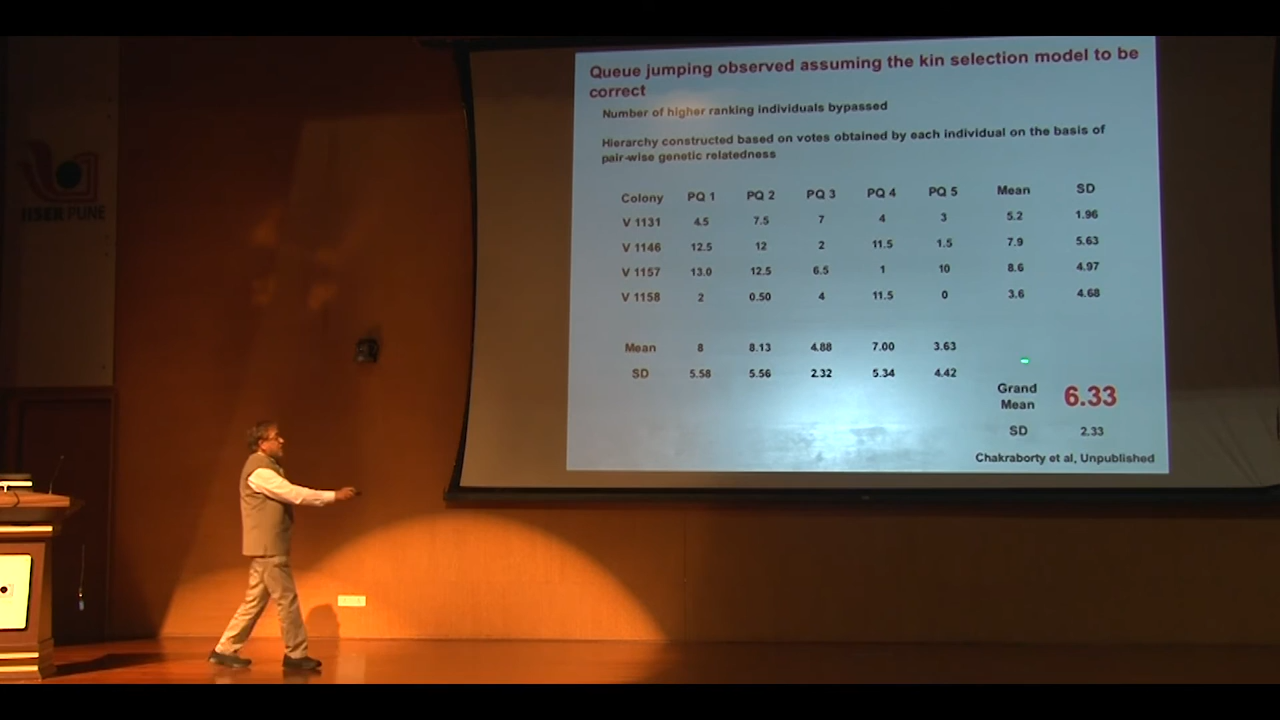 Queue jumping observed assuming the kin selection model to be
correct
Number of higher ranking individuals bypassed
Hierarchy constructed based on votes obtained by each individual on the basis of
pair-wise genetic relatedness
Colony PQ 1 PQ 2 PQ 3 PQ 4 PQ 5 Mean SD
V 1131 4.5 7.5 7 4 3 5.2 1.96
V 1146 12.5 12 2 11.5 1.5 7.9 5.63
V 1157 13.0 12.5 6.5 1 10 8.6 4.97
V 1158 2 0.50 4 11.5 0 3.6 4.68
Mean 8 8.13 4.88 7.00 3.63
SD 5.58 5.56 2.32 5.34 4.42
Grand
Mean 6.33
SD 2.33
Chakraborty et al, Unpublished
IISER PUNE